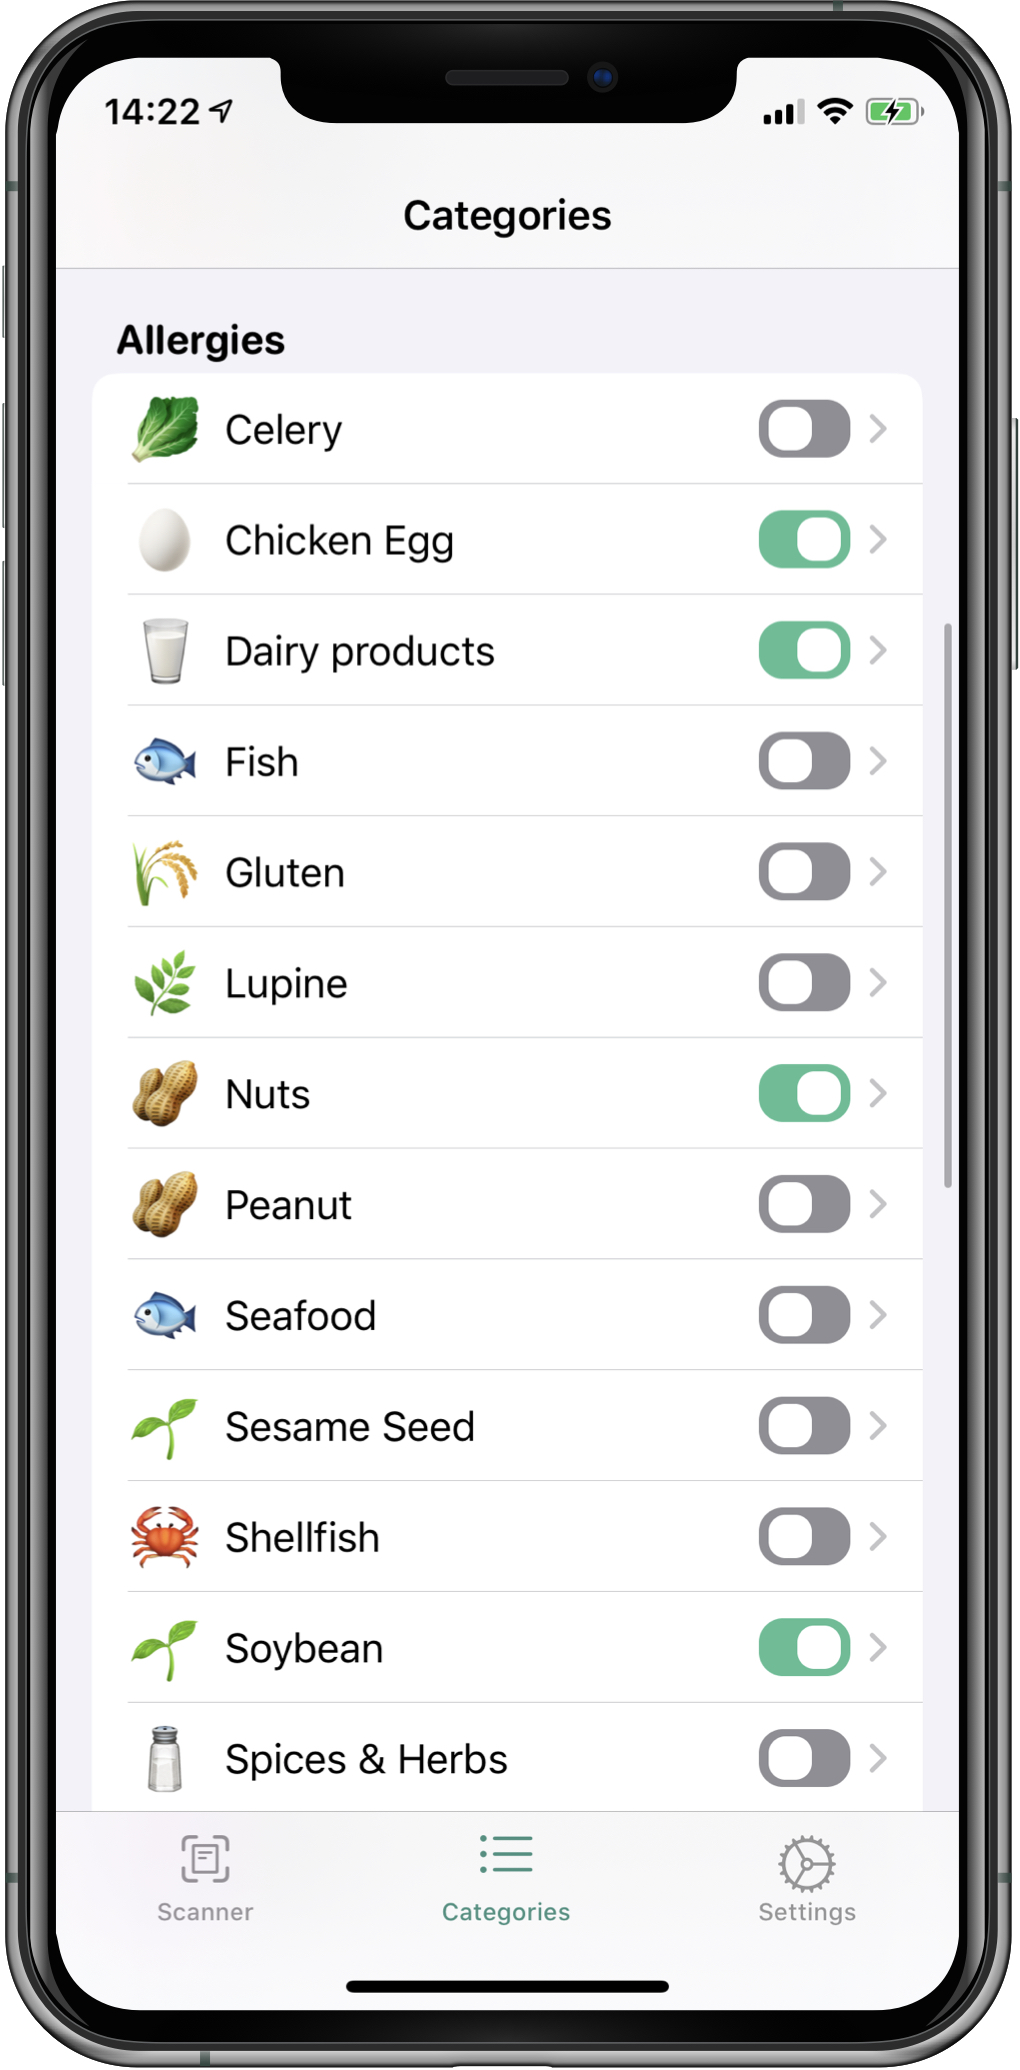 14:22
Categories
Allergies
Celery
Chicken Egg
Dairy products
Fish
Gluten
Lupine
Nuts
Peanut
Seafood
Sesame Seed
Shellfish
Soybean
Spices & Herbs
Scanner
Categories
Settings